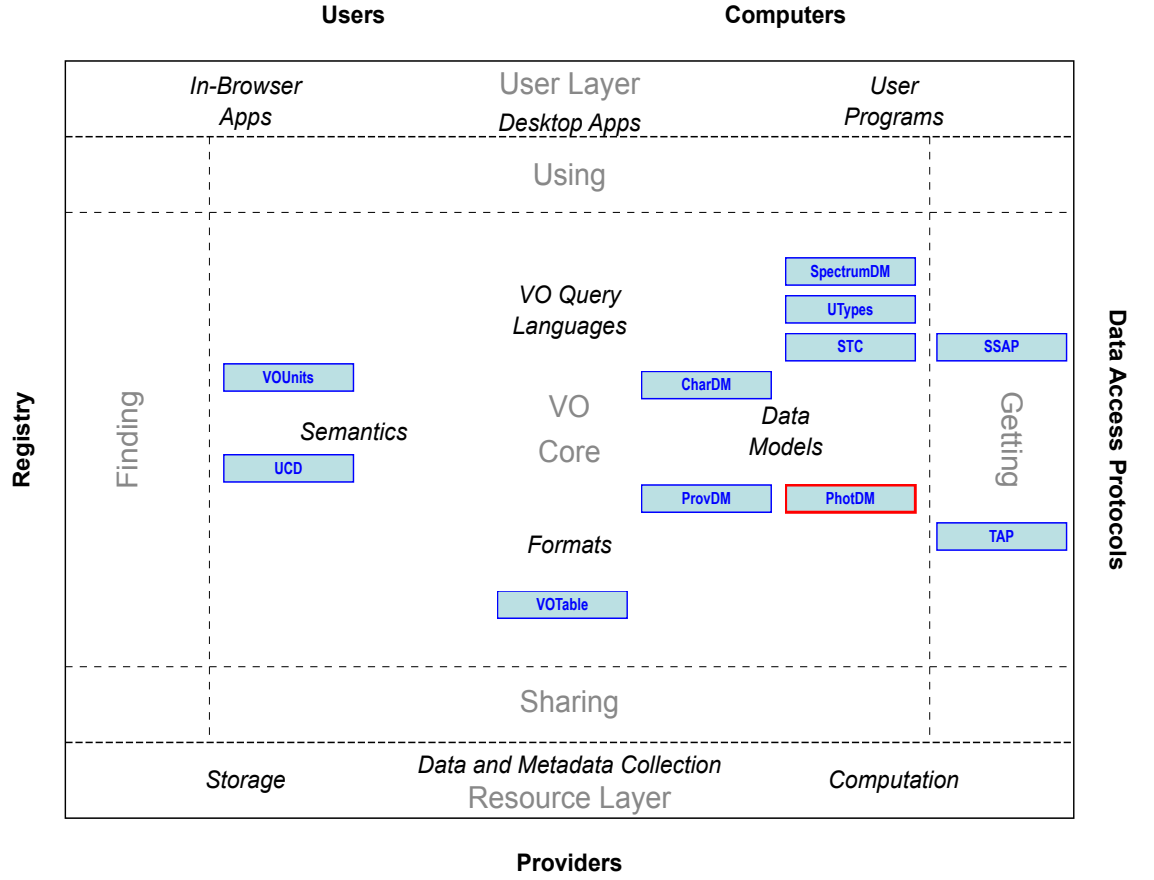 Users
Computers
In-Browser
Apps
User Layer
Desktop Apps
User
Programs
Using
Registry
Finding
VOUnits
Semantics
UCD
VO Query
Languages
VO
Core
Formats
VOTable
SpectrumDM
UTypes
STC
CharDM
Data
Models
ProvDM
PhotDM
SSAP
Gettting
TAP
Data Access Protocols
Sharing
Storage
Data and Metadata Collection
Resource Layer
Computation
Providers